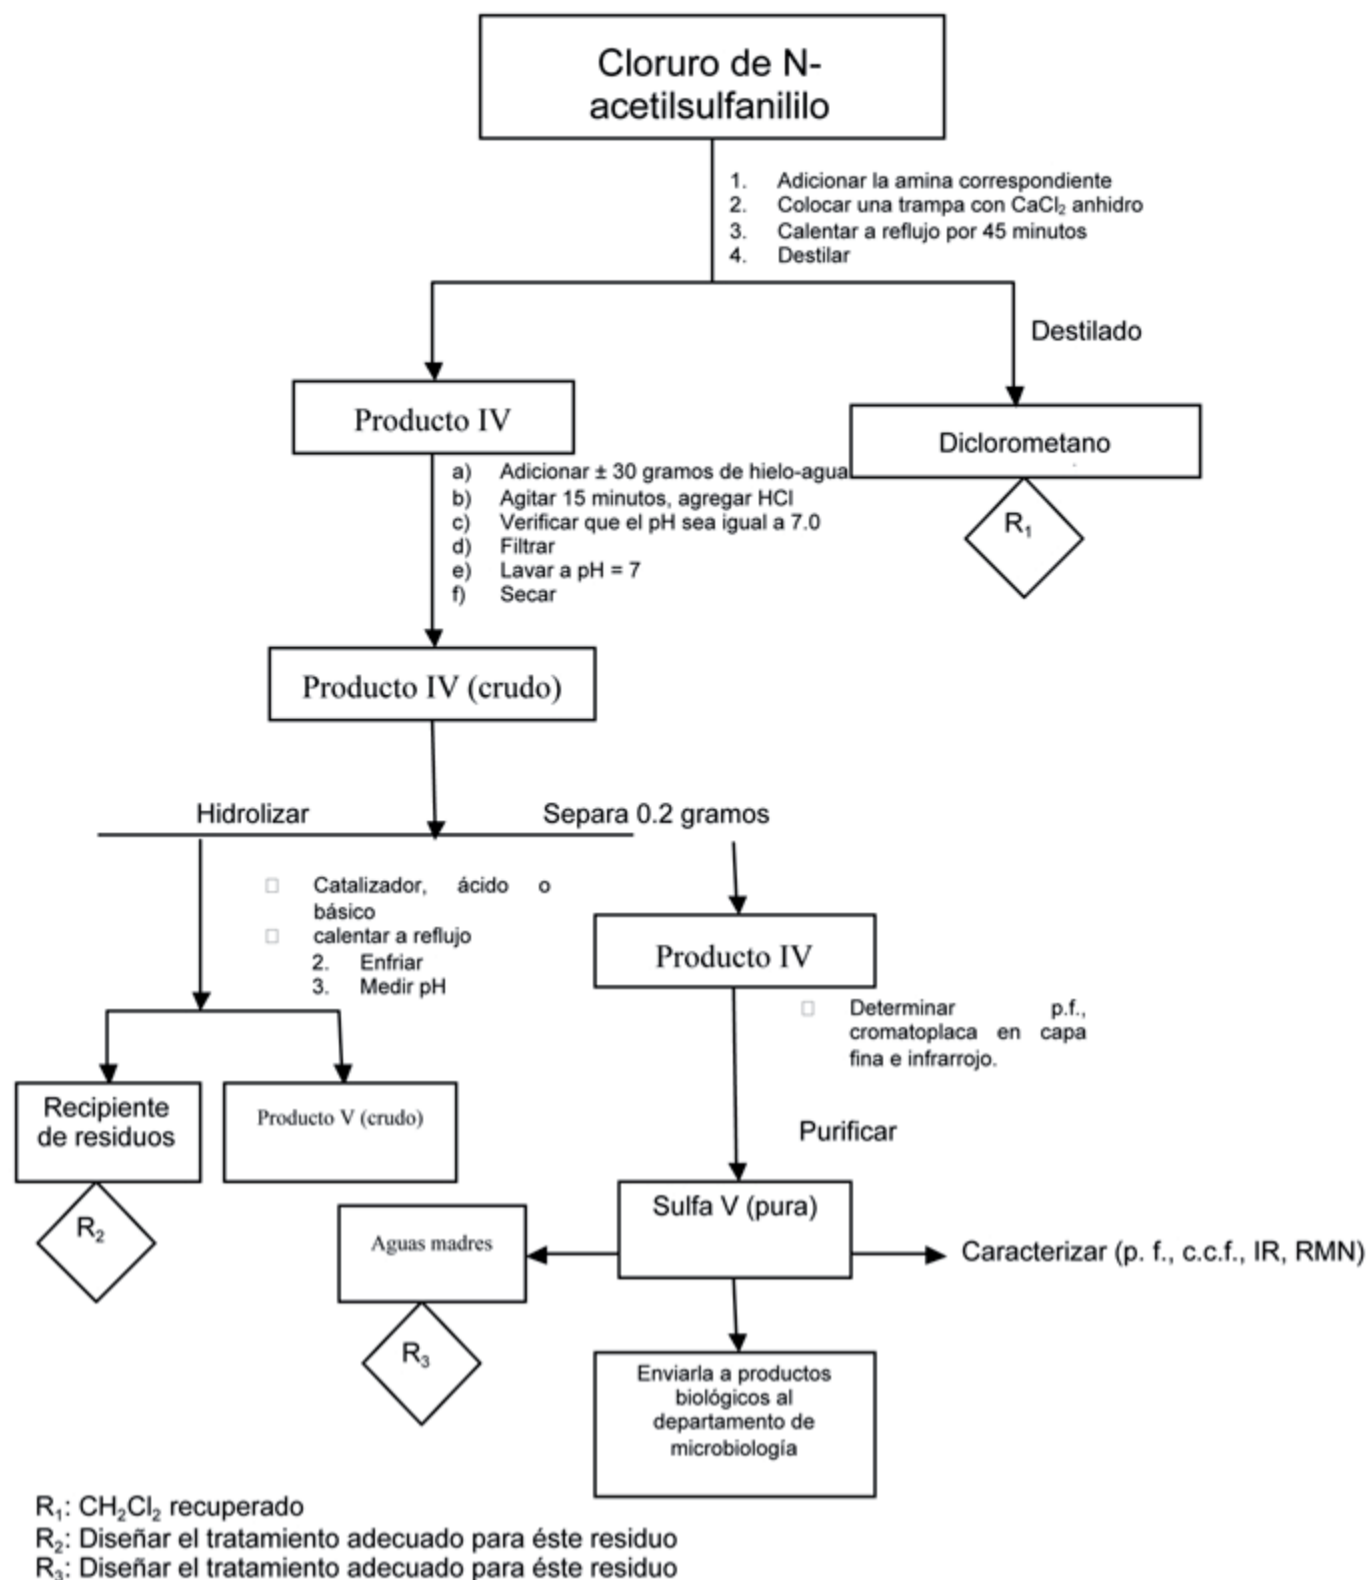 Cloruro de N-
acetilsulfanililo
1. Adicionar la amina correspondiente
2. Colocar una trampa con CaCl₂ anhidro
3. Calentar a reflujo por 45 minutos
4. Destilar
Destilado
Producto IV
Diclorometano
R₁
a) Adicionar ± 30 gramos de hielo-agua
b) Agitar 15 minutos, agregar HCl
c) Verificar que el pH sea igual a 7.0
d) Filtrar
e) Lavar a pH = 7
f) Secar
Producto IV (crudo)
Hidrolizar
Separa 0.2 gramos
Catalizador, ácido o
básico
calentar a reflujo
2. Enfriar
3. Medir pH
Producto IV
Determinar p.f.,
cromatoplaca en capa
fina e infrarrojo.
Recipiente
de residuos
Producto V (crudo)
Purificar
R₂
Sulfa V (pura)
Aguas madres
Caracterizar (p. f., c.c.f., IR, RMN)
R₃
Enviarla a productos
biológicos al
departamento de
microbiología
R₁: CH₂Cl₂ recuperado
R₂: Diseñar el tratamiento adecuado para éste residuo
R₃: Diseñar el tratamiento adecuado para éste residuo